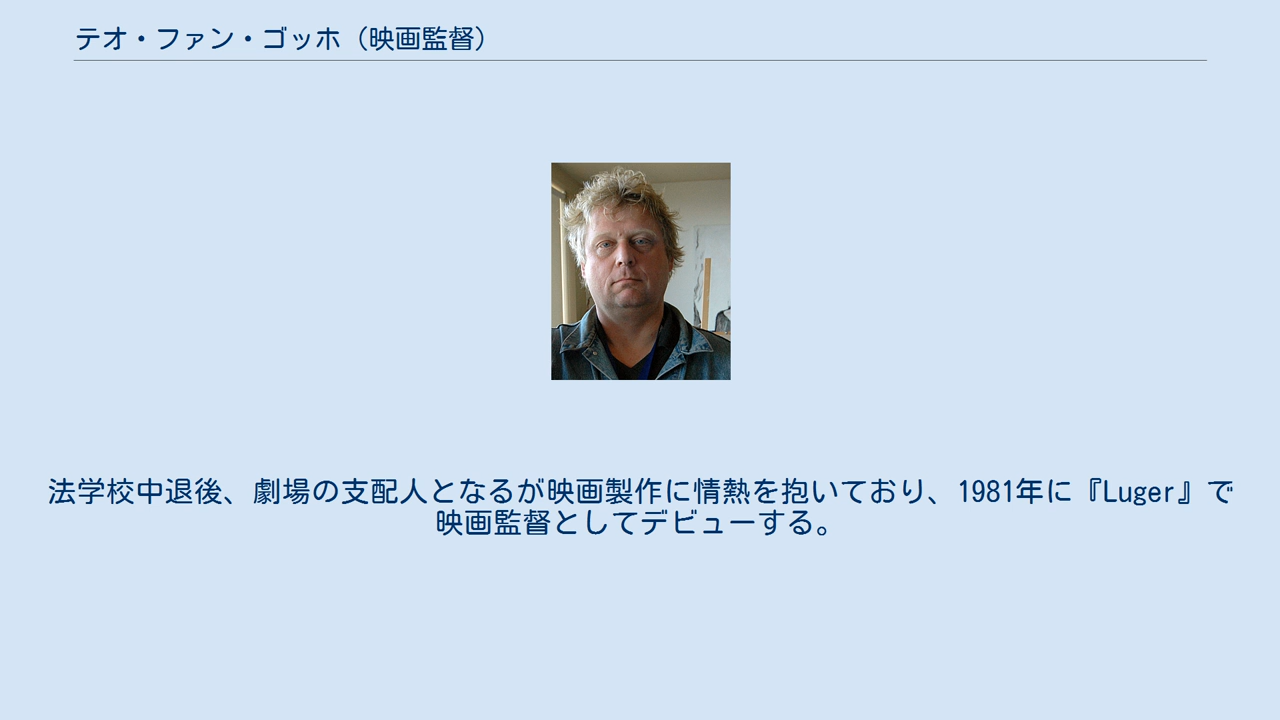 テオ・ファン・ゴッホ（映画監督）
法学校中退後、劇場の支配人となるが映画製作に情熱を抱いており、1981年に『Luger』で
映画監督としてデビューする。